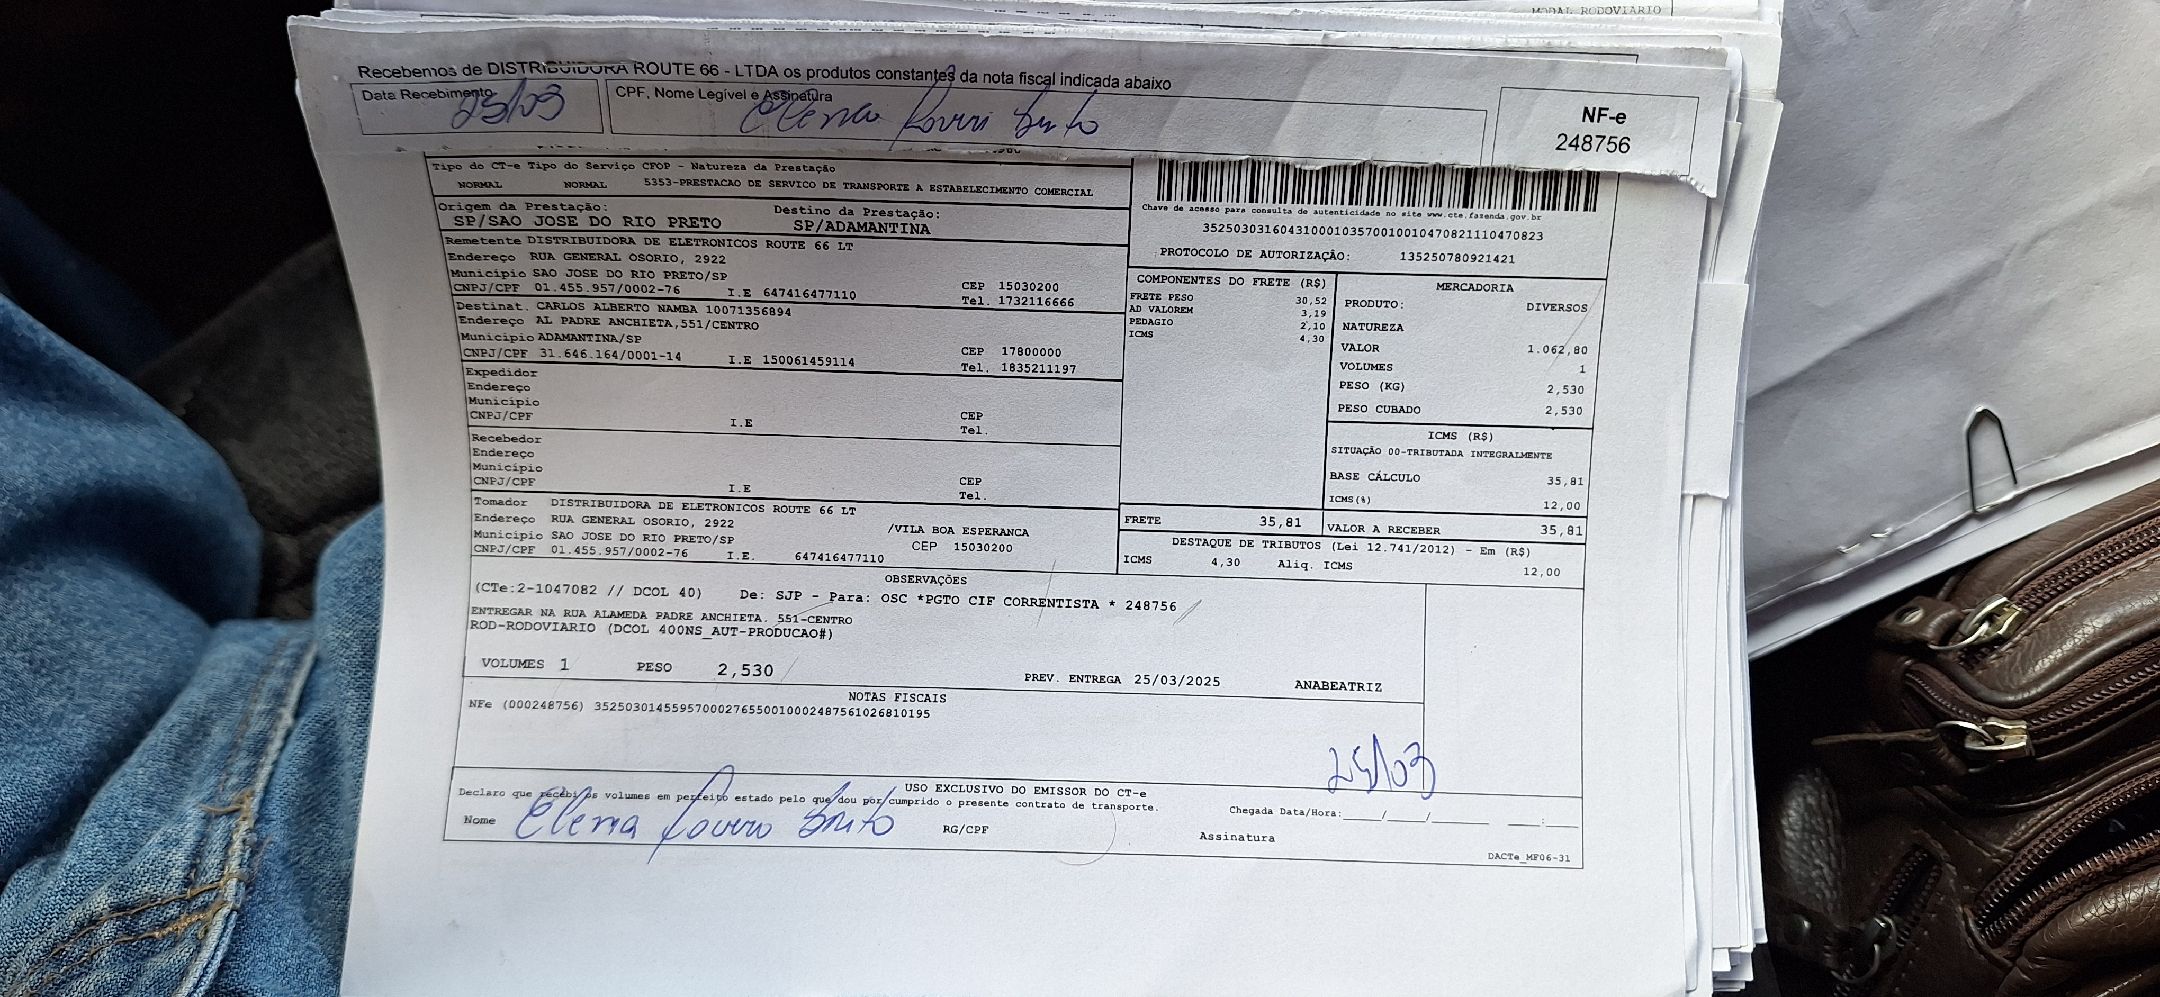 MODAL RODOVIARIO
Recebemos de DISTRIBUIDORA ROUTE 66 - LTDA os produtos constantes da nota fiscal indicada abaixo
Data Recebimento
25/03
CPF, Nome Legível e Assinatura
NF-e
248756
Tipo do CT-e Tipo do Serviço CFOP - Natureza da Prestação
NORMAL NORMAL 5353-PRESTACAO DE SERVICO DE TRANSPORTE A ESTABELECIMENTO COMERCIAL
Origem da Prestação: Destino da Prestação:
SP/SAO JOSE DO RIO PRETO SP/ADAMANTINA
Chave de acesso para consulta de autenticidade no site www.cte.fazenda.gov.br
35250303160431000103570010010470821110470823
PROTOCOLO DE AUTORIZAÇÃO: 135250780921421
Remetente DISTRIBUIDORA DE ELETRONICOS ROUTE 66 LT
Endereço RUA GENERAL OSORIO, 2922
Município SAO JOSE DO RIO PRETO/SP CEP 15030200
CNPJ/CPF 01.455.957/0002-76 I.E 647416477110 Tel. 1732116666
Destinat. CARLOS ALBERTO NAMBA 10071356894
Endereço AL PADRE ANCHIETA,551/CENTRO
Município ADAMANTINA/SP CEP 17800000
CNPJ/CPF 31.646.164/0001-14 I.E 150061459114 Tel. 1835211197
Expedidor
Endereço
Município CEP
CNPJ/CPF I.E Tel.
Recebedor
Endereço
Município CEP
CNPJ/CPF I.E Tel.
Tomador DISTRIBUIDORA DE ELETRONICOS ROUTE 66 LT
Endereço RUA GENERAL OSORIO, 2922 /VILA BOA ESPERANCA
Município SAO JOSE DO RIO PRETO/SP CEP 15030200
CNPJ/CPF 01.455.957/0002-76 I.E. 647416477110
COMPONENTES DO FRETE (R$)
FRETE PESO 30,52
AD VALOREM 3,19
PEDAGIO 2,10
ICMS 4,30
MERCADORIA
PRODUTO: DIVERSOS
NATUREZA
VALOR 1.062,80
VOLUMES 1
PESO (KG) 2,530
PESO CUBADO 2,530
ICMS (R$)
SITUAÇÃO 00-TRIBUTADA INTEGRALMENTE
BASE CÁLCULO 35,81
ICMS(%) 12,00
FRETE 35,81 VALOR A RECEBER 35,81
DESTAQUE DE TRIBUTOS (Lei 12.741/2012) - Em (R$)
ICMS 4,30 Aliq. ICMS 12,00
OBSERVAÇÕES
(CTe:2-1047082 // DCOL 40) De: SJP - Para: OSC *PGTO CIF CORRENTISTA * 248756
ENTREGAR NA RUA ALAMEDA PADRE ANCHIETA. 551-CENTRO
ROD-RODOVIARIO (DCOL 400NS_AUT-PRODUCAO#)
VOLUMES 1 PESO 2,530 PREV. ENTREGA 25/03/2025 ANABEATRIZ
NOTAS FISCAIS
NFe (000248756) 35250301455957000276550010002487561026810195
25/03
USO EXCLUSIVO DO EMISSOR DO CT-e
Declaro que recebi os volumes em perfeito estado pelo que dou por cumprido o presente contrato de transporte. Chegada Data/Hora:____/____/______ ___:___
Nome RG/CPF Assinatura
DACTe_MF06-31